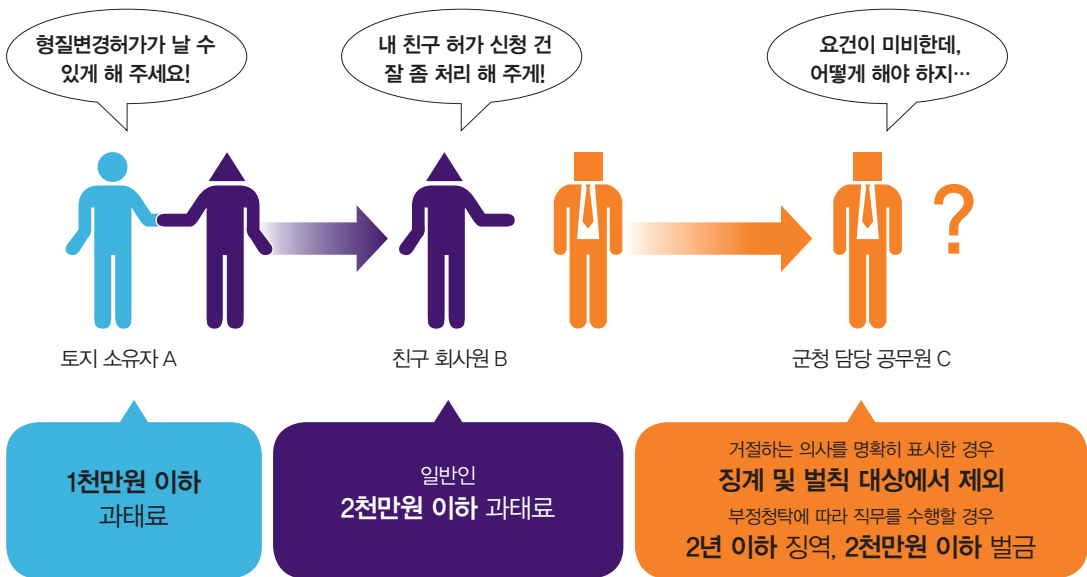 형질변경허가가 날 수
있게 해 주세요!
내 친구 허가 신청 건
잘 좀 처리 해 주게!
요건이 미비한데,
어떻게 해야 하지…
?
토지 소유자 A
친구 회사원 B
군청 담당 공무원 C
1천만원 이하
과태료
일반인
2천만원 이하 과태료
거절하는 의사를 명확히 표시한 경우
징계 및 벌칙 대상에서 제외
부정청탁에 따라 직무를 수행할 경우
2년 이하 징역, 2천만원 이하 벌금